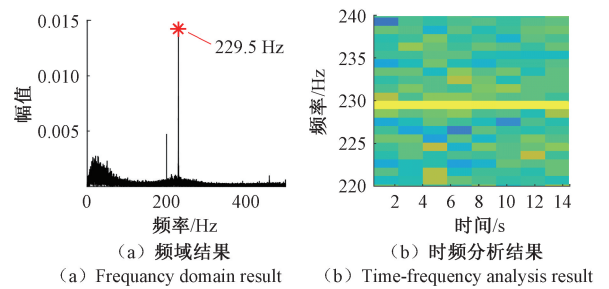 0.015
0.010
0.005
幅值
229.5 Hz
0
200
400
频率/Hz
（a）频域结果
（a）Frequancy domain result
240
235
230
225
220
频率/Hz
2 4 6 8 10 12 14
时间/s
（b）时频分析结果
（b）Time-frequency analysis result